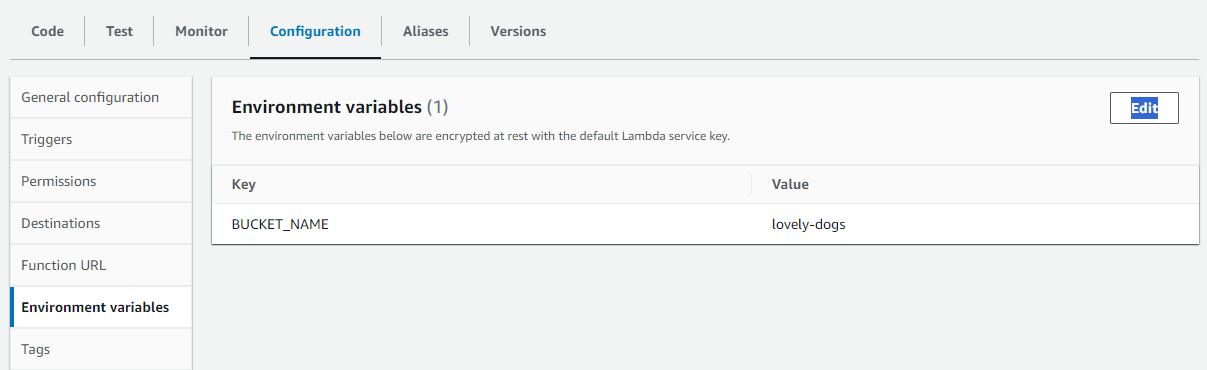 Code Test Monitor Configuration Aliases Versions
General configuration
Triggers
Permissions
Destinations
Function URL
Environment variables
Tags
Environment variables (1)
Edit
The environment variables below are encrypted at rest with the default Lambda service key.
Key Value
BUCKET_NAME lovely-dogs